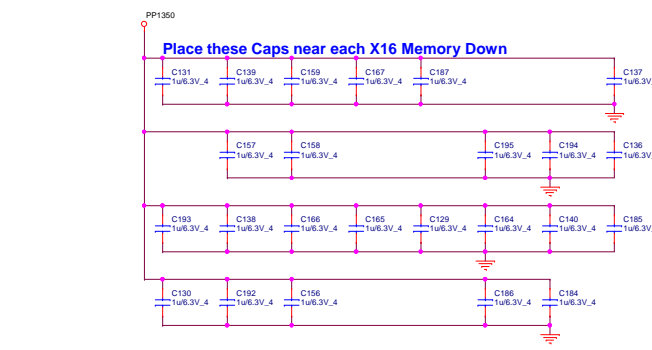 PP1350
Place these Caps near each X16 Memory Down
C131 C139 C159 C167 C187 C137
1u/6.3V_4 1u/6.3V_4 1u/6.3V_4 1u/6.3V_4 1u/6.3V_4 1u/6.3V
C157 C158 C195 C194 C136
1u/6.3V_4 1u/6.3V_4 1u/6.3V_4 1u/6.3V_4 1u/6.3V
C193 C138 C166 C165 C129 C164 C140 C185
1u/6.3V_4 1u/6.3V_4 1u/6.3V_4 1u/6.3V_4 1u/6.3V_4 1u/6.3V_4 1u/6.3V_4 1u/6.3V
C130 C192 C156 C186 C184
1u/6.3V_4 1u/6.3V_4 1u/6.3V_4 1u/6.3V_4 1u/6.3V_4